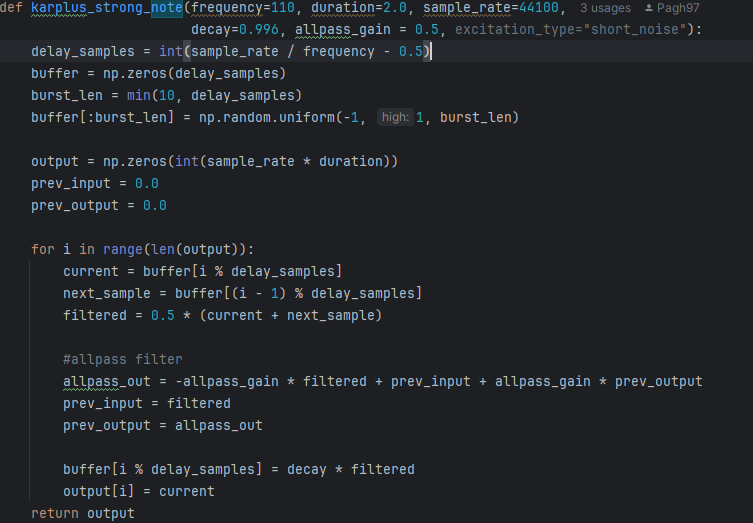 def karplus_strong_note(frequency=110, duration=2.0, sample_rate=44100, 3 usages Pagh97
decay=0.996, allpass_gain = 0.5, excitation_type="short_noise"):
delay_samples = int(sample_rate / frequency - 0.5)
buffer = np.zeros(delay_samples)
burst_len = min(10, delay_samples)
buffer[:burst_len] = np.random.uniform(-1, high: 1, burst_len)
output = np.zeros(int(sample_rate * duration))
prev_input = 0.0
prev_output = 0.0
for i in range(len(output)):
current = buffer[i % delay_samples]
next_sample = buffer[(i - 1) % delay_samples]
filtered = 0.5 * (current + next_sample)
#allpass filter
allpass_out = -allpass_gain * filtered + prev_input + allpass_gain * prev_output
prev_input = filtered
prev_output = allpass_out
buffer[i % delay_samples] = decay * filtered
output[i] = current
return output